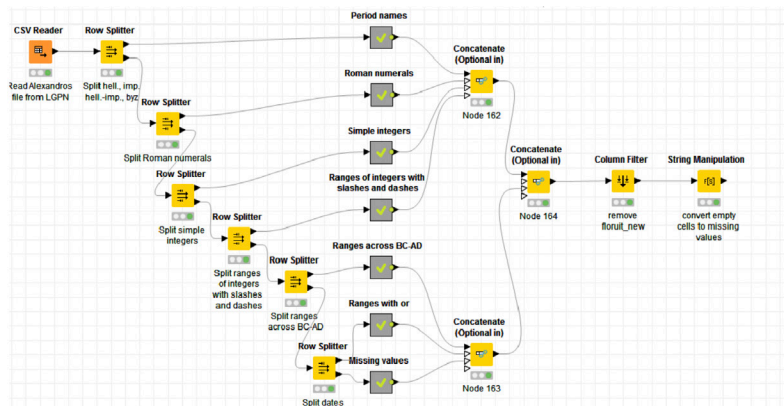 Period names
CSV Reader
Row Splitter
Concatenate
(Optional in)
Read Alexandros
file from LGPN
Split hell., imp.
hell.-imp., byz
Roman numerals
Node 162
Row Splitter
Split Roman numerals
Simple integers
Row Splitter
Split simple
integers
Ranges of integers with
slashes and dashes
Concatenate
(Optional in)
Column Filter
String Manipulation
Node 164
remove
floruit_new
convert empty
cells to missing
values
Row Splitter
Split ranges
of integers
with slashes
and dashes
Ranges across BC-AD
Row Splitter
Split ranges
across BC-AD
Ranges with or
Concatenate
(Optional in)
Row Splitter
Missing values
Split dates
Node 163